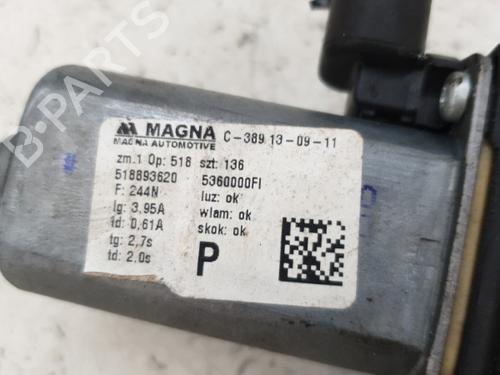 MAGNA C-389 13-09-11
MAGNA AUTOMOTIVE
zm.1 Op: 518 szt: 136
518893620 5360000FI
F: 244N luz: ok
Ig: 3,95A wlam: ok
Id: 0,61A skok: ok
tg: 2,7s
td: 2.0s
P